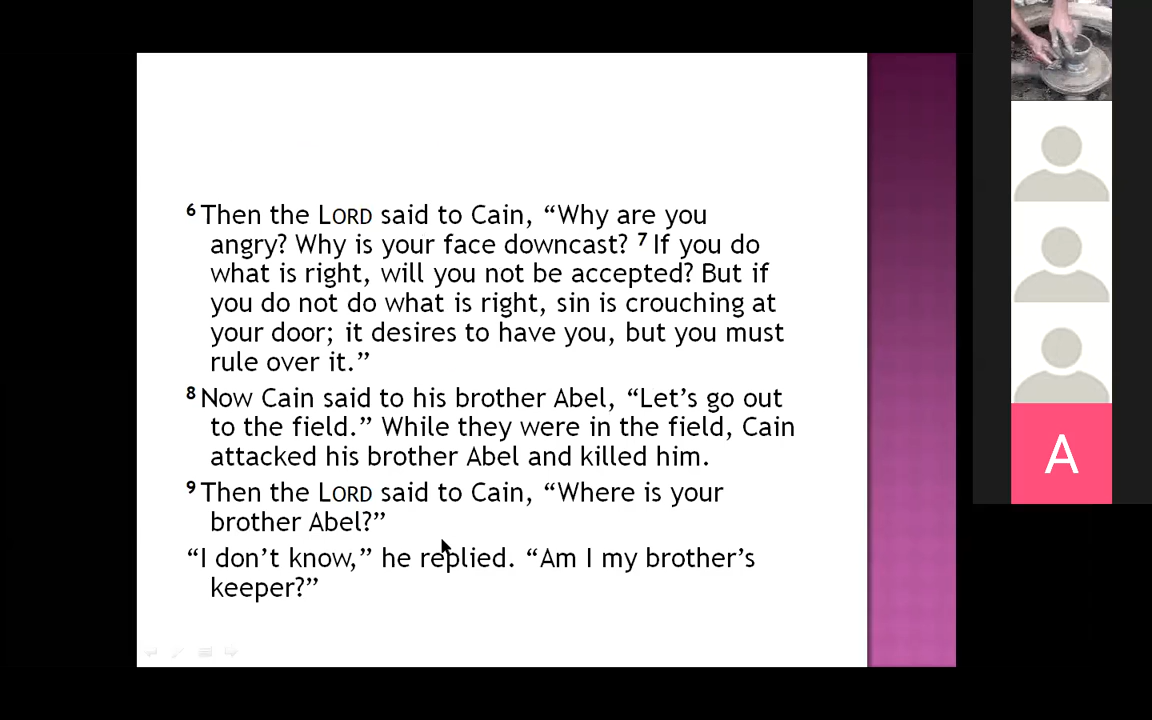 6 Then the LORD said to Cain, “Why are you
angry? Why is your face downcast? 7 If you do
what is right, will you not be accepted? But if
you do not do what is right, sin is crouching at
your door; it desires to have you, but you must
rule over it.”
8 Now Cain said to his brother Abel, “Let’s go out
to the field.” While they were in the field, Cain
attacked his brother Abel and killed him.
9 Then the LORD said to Cain, “Where is your
brother Abel?”
“I don’t know,” he replied. “Am I my brother’s
keeper?”
A